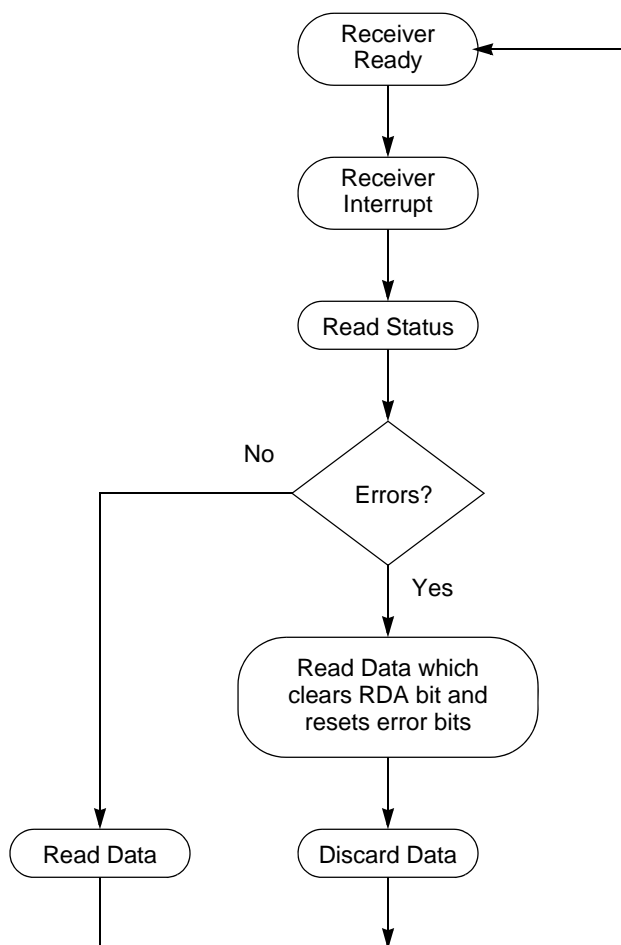 Receiver
Ready
Receiver
Interrupt
Read Status
No
Errors?
Yes
Read Data which
clears RDA bit and
resets error bits
Read Data
Discard Data